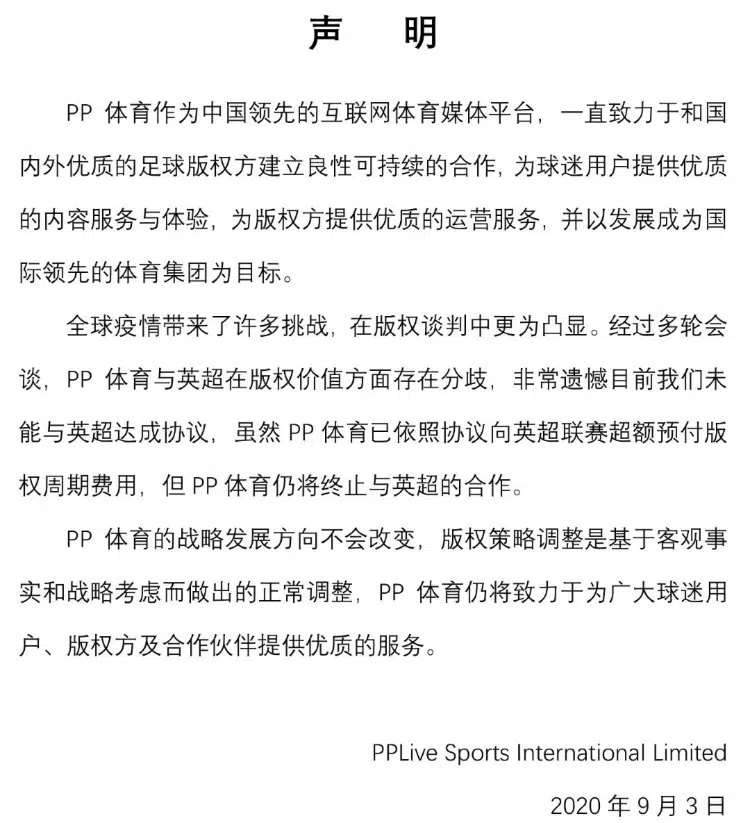 声 明
PP 体育作为中国领先的互联网体育媒体平台，一直致力于和国
内外优质的足球版权方建立良性可持续的合作，为球迷用户提供优质
的内容服务与体验，为版权方提供优质的运营服务，并以发展成为国
际领先的体育集团为目标。
全球疫情带来了许多挑战，在版权谈判中更为凸显。经过多轮会
谈，PP 体育与英超在版权价值方面存在分歧，非常遗憾目前我们未
能与英超达成协议，虽然 PP 体育已依照协议向英超联赛超额预付版
权周期费用，但 PP 体育仍将终止与英超的合作。
PP 体育的战略发展方向不会改变，版权策略调整是基于客观事
实和战略考虑而做出的正常调整，PP 体育仍将致力于为广大球迷用
户、版权方及合作伙伴提供优质的服务。
PPLive Sports International Limited
2020 年 9 月 3 日